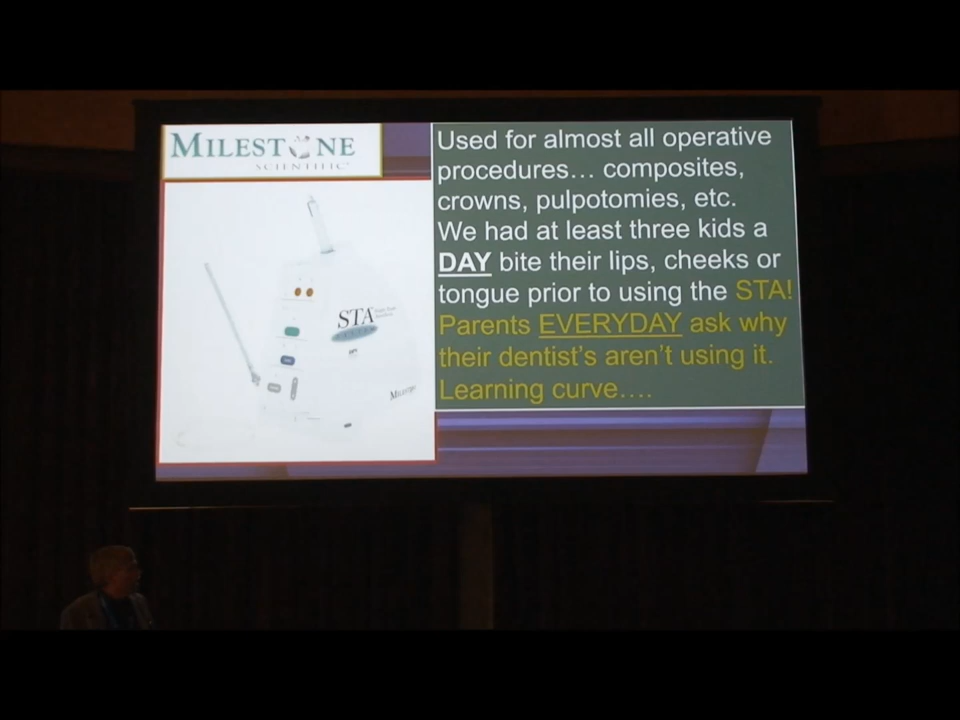 MILESTONE
SCIENTIFIC
Used for almost all operative
procedures… composites,
crowns, pulpotomies, etc.
We had at least three kids a
DAY bite their lips, cheeks or
tongue prior to using the STA!
Parents EVERYDAY ask why
their dentist's aren't using it.
Learning curve….
STA